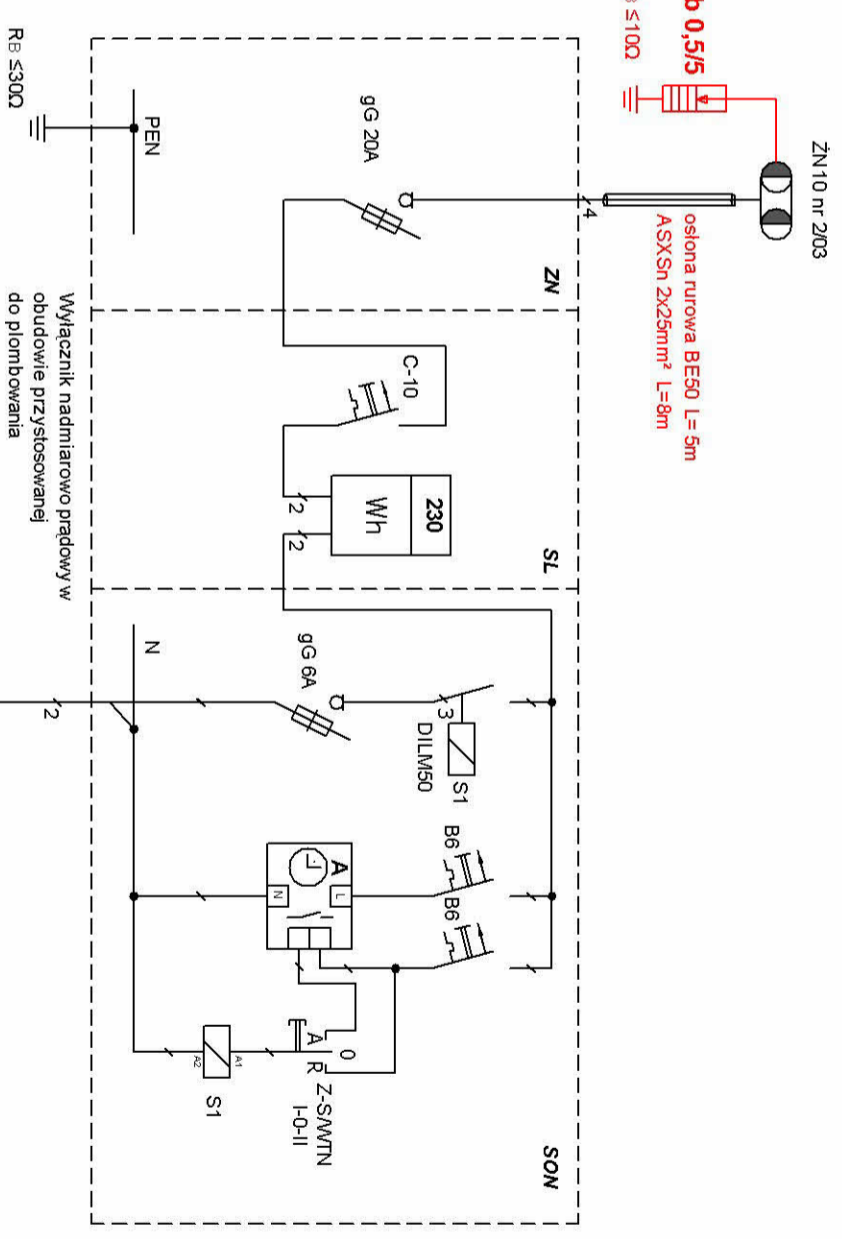 ŻN10 nr 2/03
b 0,5/5
≤10Ω
osłona rurowa BE50 L= 5m
ASXSn 2x25mm² L=8m
4
ZN
gG 20A
PEN
RB ≤30Ω
SL
C-10
230
Wh
2
2
Wyłącznik nadmiarowo prądowy w
obudowie przystosowanej
do plombowania
SON
3
S1
DILM50
gG 6A
N
2
B6
B6
A
L
N
A
0
R
Z-S/WTN
I-0-II
A1
A2
S1